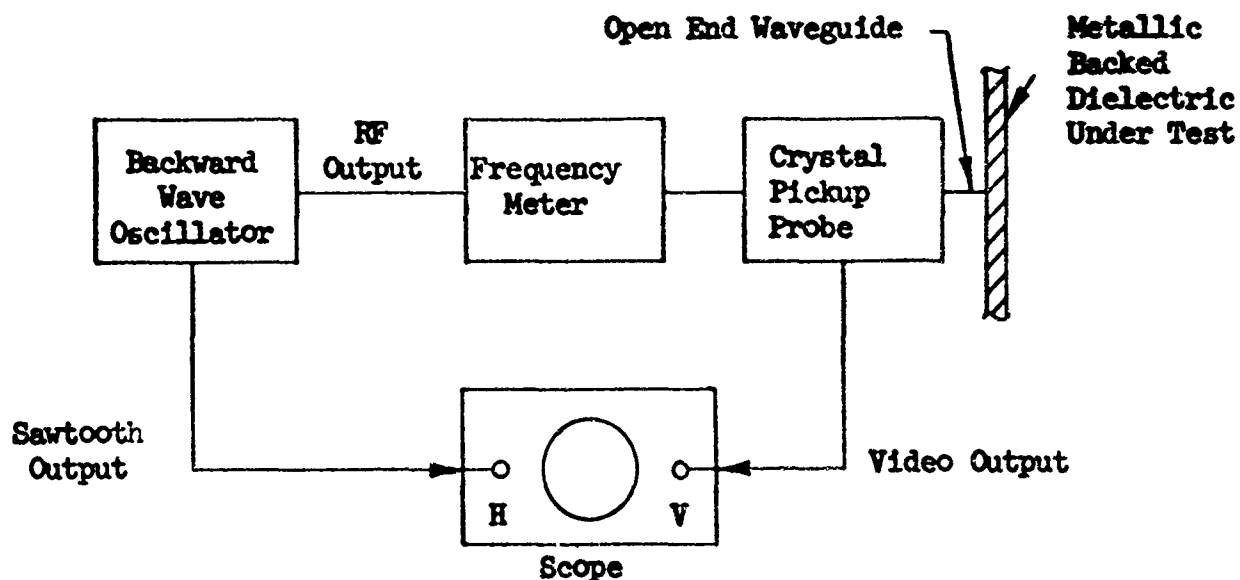 Open End Waveguide
Metallic
Backed
Dielectric
Under Test
Backward
Wave
Oscillator
RF
Output
Frequency
Meter
Crystal
Pickup
Probe
Sawtooth
Output
H
V
Video Output
Scope